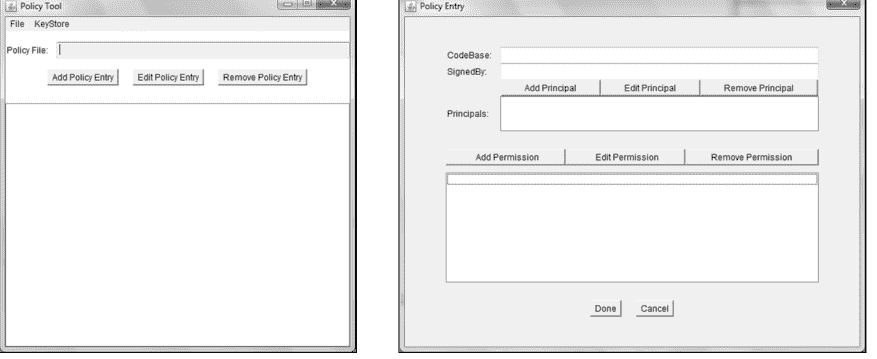 Policy Tool
File KeyStore
Policy File:
Add Policy Entry Edit Policy Entry Remove Policy Entry
Policy Entry
CodeBase:
SignedBy:
Add Principal Edit Principal Remove Principal
Principals:
Add Permission Edit Permission Remove Permission
Done Cancel